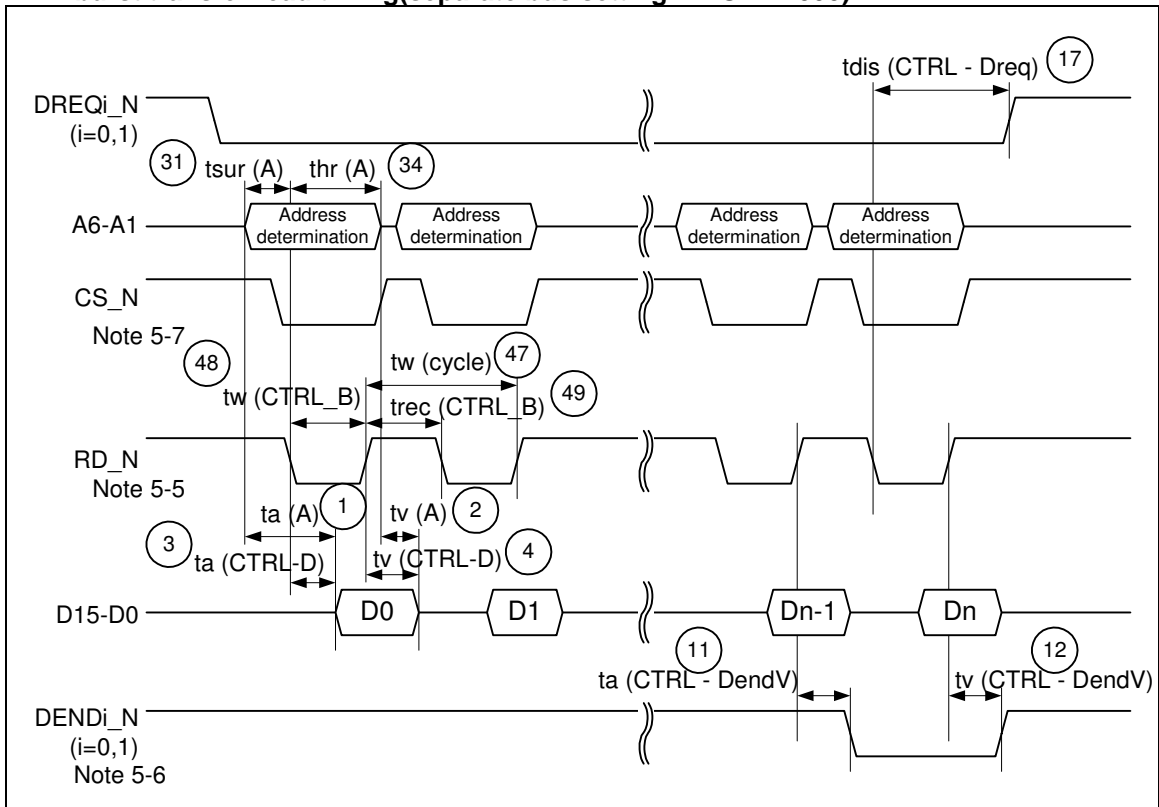 tdis (CTRL - Dreq) 17
DREQi_N
(i=0,1)
31 tsur (A) thr (A) 34
A6-A1
Address
determination
Address
determination
Address
determination
Address
determination
CS_N
Note 5-7
48
tw (cycle) 47
tw (CTRL_B)
trec (CTRL_B) 49
RD_N
Note 5-5
ta (A) 1
tv (A) 2
3 ta (CTRL-D)
tv (CTRL-D) 4
D15-D0
D0
D1
Dn-1
Dn
11
ta (CTRL - DendV)
12
tv (CTRL - DendV)
DENDi_N
(i=0,1)
Note 5-6